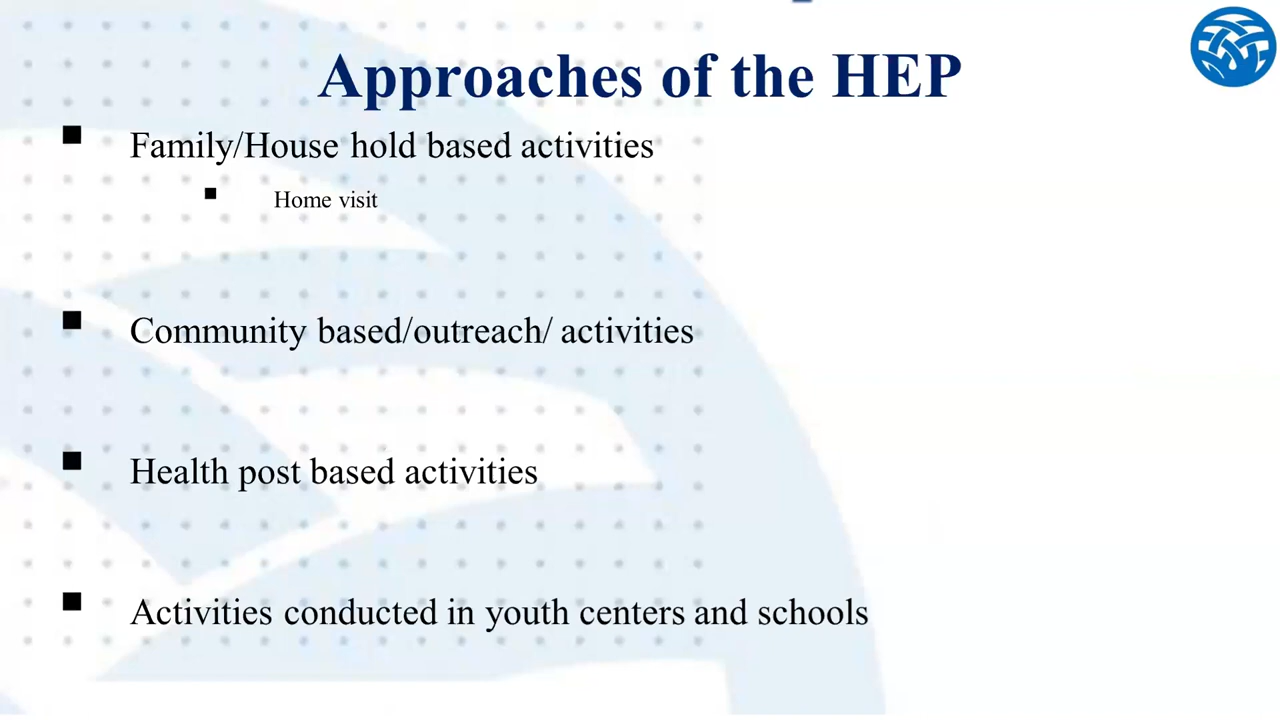 Approaches of the HEP
▪ Family/House hold based activities
▪ Home visit
▪ Community based/outreach/ activities
▪ Health post based activities
▪ Activities conducted in youth centers and schools